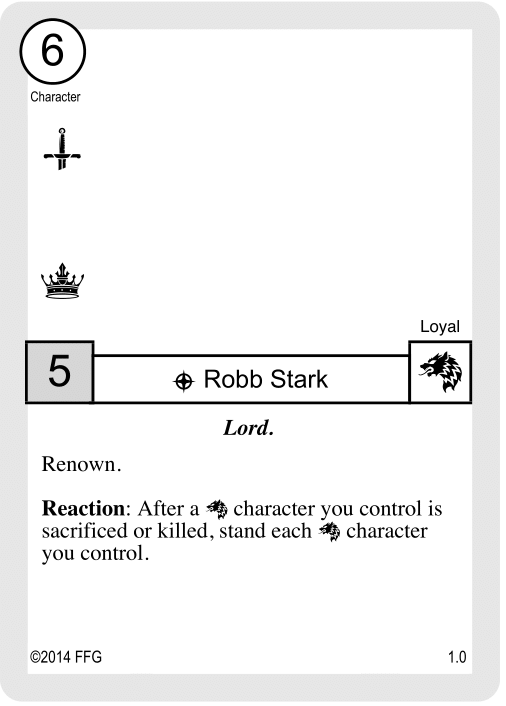 6
Character
Loyal
5
Robb Stark
Lord.
Renown.
Reaction: After a character you control is
sacrificed or killed, stand each character
you control.
©2014 FFG
1.0